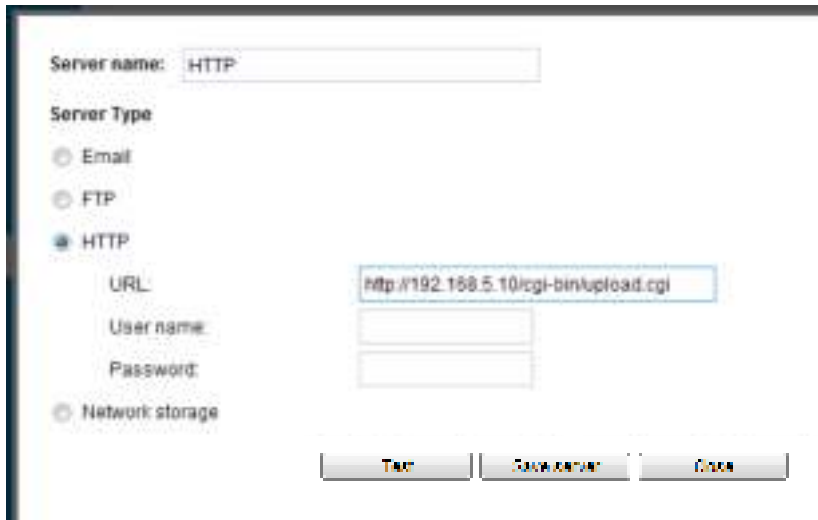 Server name: HTTP
Server Type
Email
FTP
HTTP
URL: http://192.168.5.10/cgi-bin/upload.cgi
User name:
Password:
Network storage
Test Save server Close